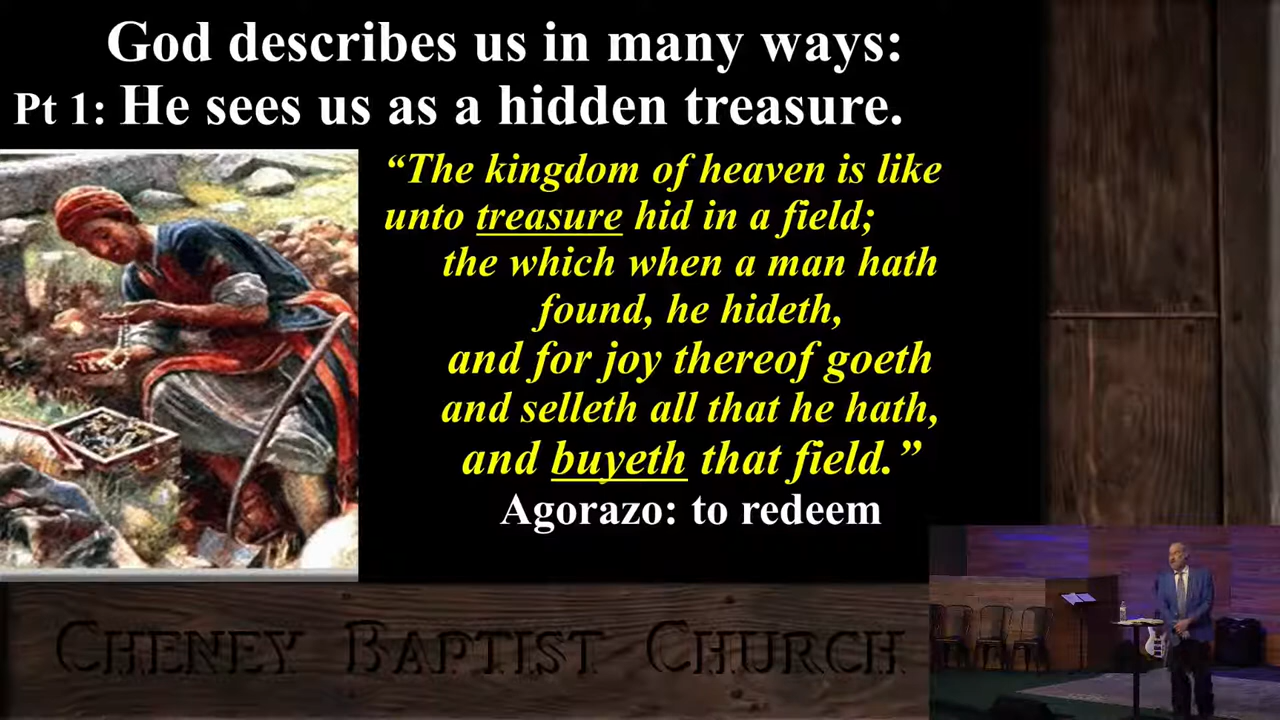 God describes us in many ways:
Pt 1: He sees us as a hidden treasure.
“The kingdom of heaven is like
unto treasure hid in a field;
the which when a man hath
found, he hideth,
and for joy thereof goeth
and selleth all that he hath,
and buyeth that field.”
Agorazo: to redeem
CHENEY BAPTIST CHURCH